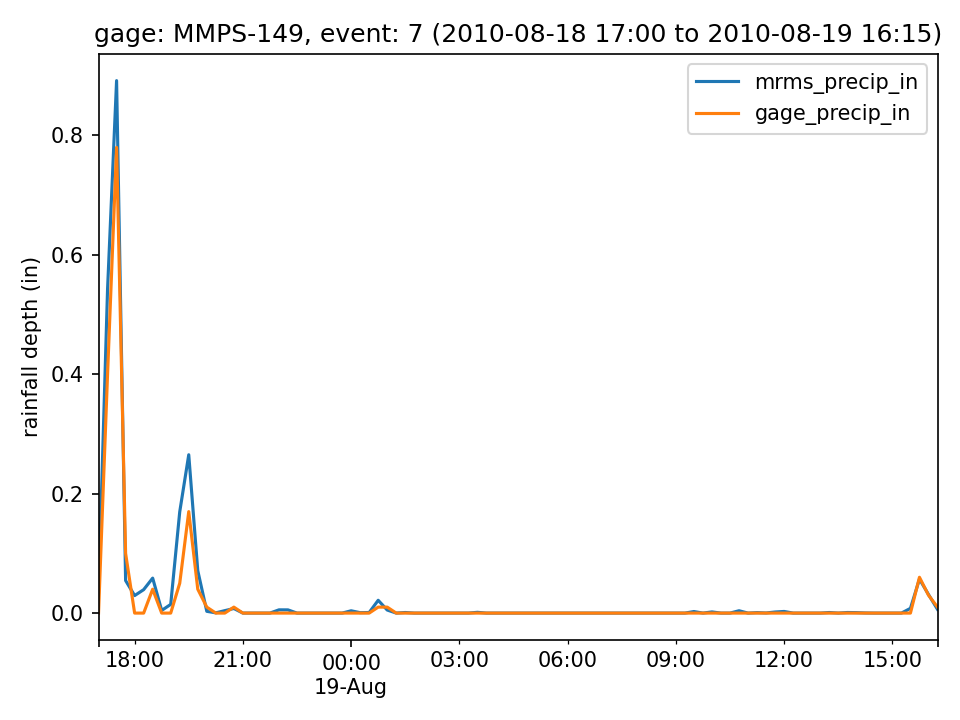 gage: MMPS-149, event: 7 (2010-08-18 17:00 to 2010-08-19 16:15)
mrms_precip_in
gage_precip_in
rainfall depth (in)
0.8
0.6
0.4
0.2
0.0
18:00 21:00 00:00 03:00 06:00 09:00 12:00 15:00
19-Aug